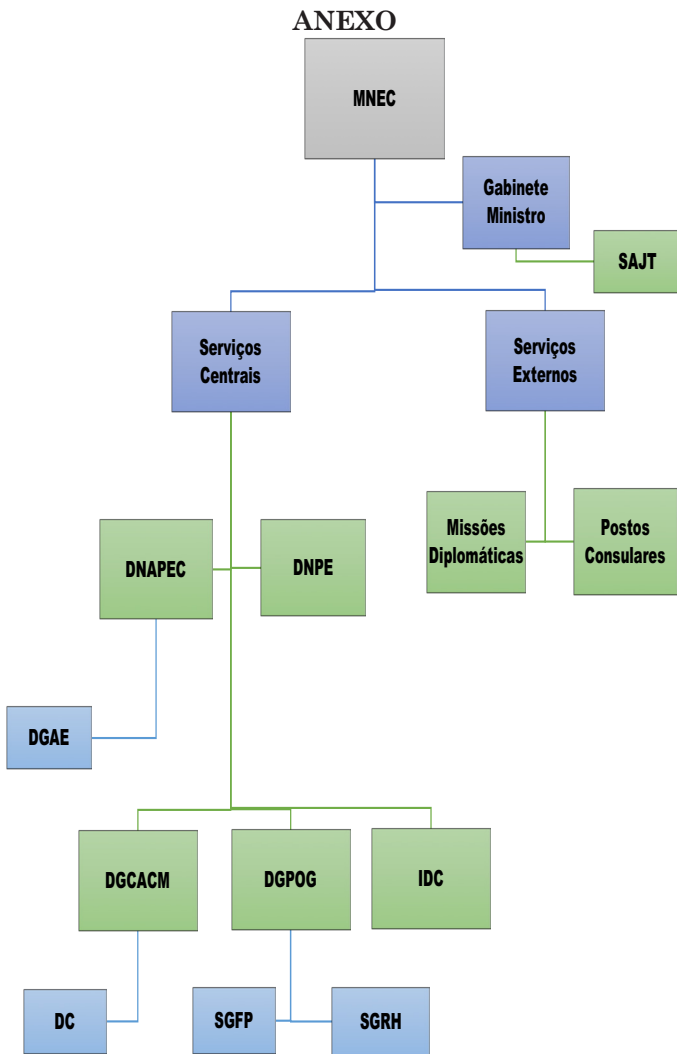 ANEXO
MNEC
Gabinete
Ministro
SAJT
Serviços
Centrais
Serviços
Externos
DNAPEC
DNPE
Missões
Diplomáticas
Postos
Consulares
DGAE
DGCACM
DGPOG
IDC
DC
SGFP
SGRH